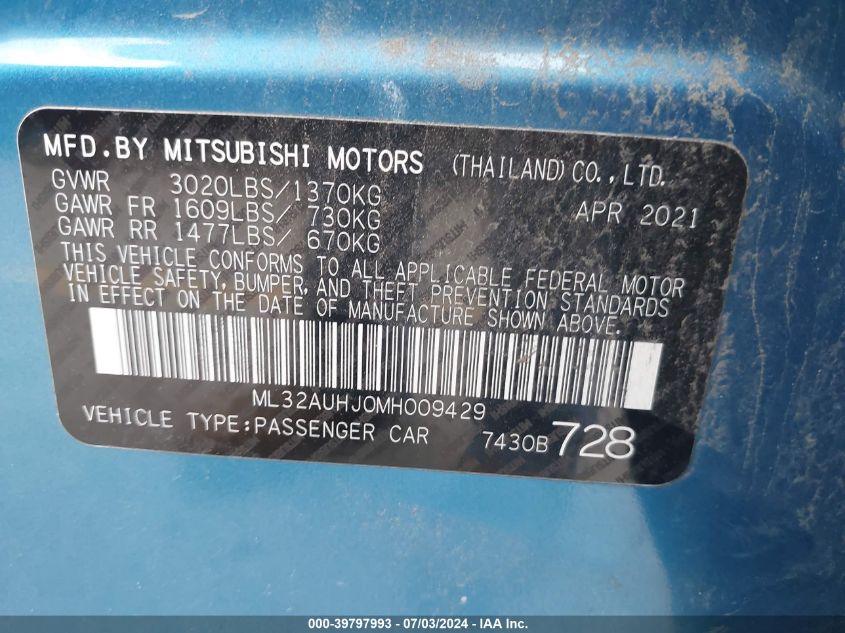 MFD.BY MITSUBISHI MOTORS (THAILAND) CO.,LTD.
GVWR 3020LBS/1370KG APR 2021
GAWR FR 1609LBS/ 730KG
GAWR RR 1477LBS/ 670KG
THIS VEHICLE CONFORMS TO ALL APPLICABLE FEDERAL MOTOR
VEHICLE SAFETY, BUMPER, AND THEFT PREVENTION STANDARDS
IN EFFECT ON THE DATE OF MANUFACTURE SHOWN ABOVE.
ML32AUHJ0MH009429
VEHICLE TYPE:PASSENGER CAR 7430B 728
000-39797993 / 07/03/2024 - IAA Inc.